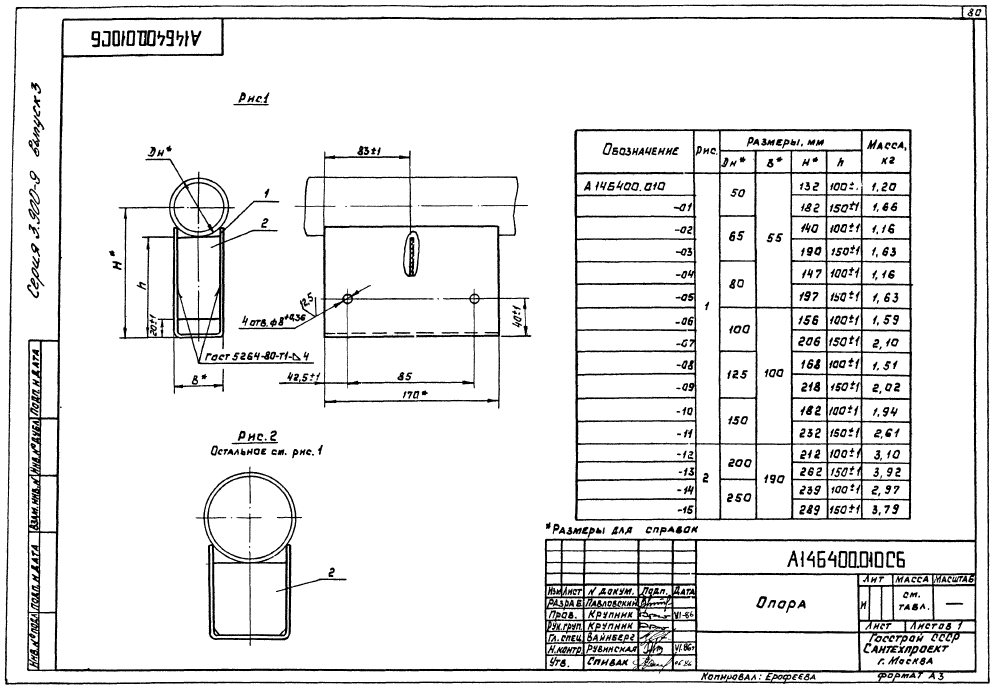 80
А14Б400.010СБ
Серия 3.900-9 выпуск 3
Рис.1
Dн*
83±1
1
2
H*
h
20±1
B*
4 отв. ф8+0,36
12,5
40±1
Гост 5264-80-Т1-⊿4
42,5±1
85
170*
Рис. 2
Остальное см. рис. 1
2
Обозначение Рис. Размеры, мм Масса, кг
Dн* В* Н* h
А14Б400.010 1 50 55 132 100± 1,20
-01 182 150±1 1,66
-02 65 140 100±1 1,16
-03 190 150±1 1,63
-04 80 147 100±1 1,16
-05 197 150±1 1,63
-06 100 100 156 100±1 1,59
-07 206 150±1 2,10
-08 125 168 100±1 1,51
-09 218 150±1 2,02
-10 150 182 100±1 1,94
-11 232 150±1 2,61
-12 2 200 190 212 100±1 3,10
-13 262 150±1 3,92
-14 250 239 100±1 2,97
-15 289 150±1 3,79
*Размеры для справок
А14Б400.010СБ
Изм Лист N докум. Подп. Дата
Разраб. Павловский
Пров. Крупник VI-86
Рук.груп. Крупник
Гл. спец. Вайнберг
Н.контр. Рубинская VI.86г
Утв. Спивак
Опора
Лит Масса Масштаб
И см. табл. —
Лист Листов 1
Госстрой СССР
Сантехпроект
г. Москва
Копировал: Ерофеева формат А3
Инв. № подл. Подп. и дата Взам. инв. № Инв. № дубл. Подп. и дата